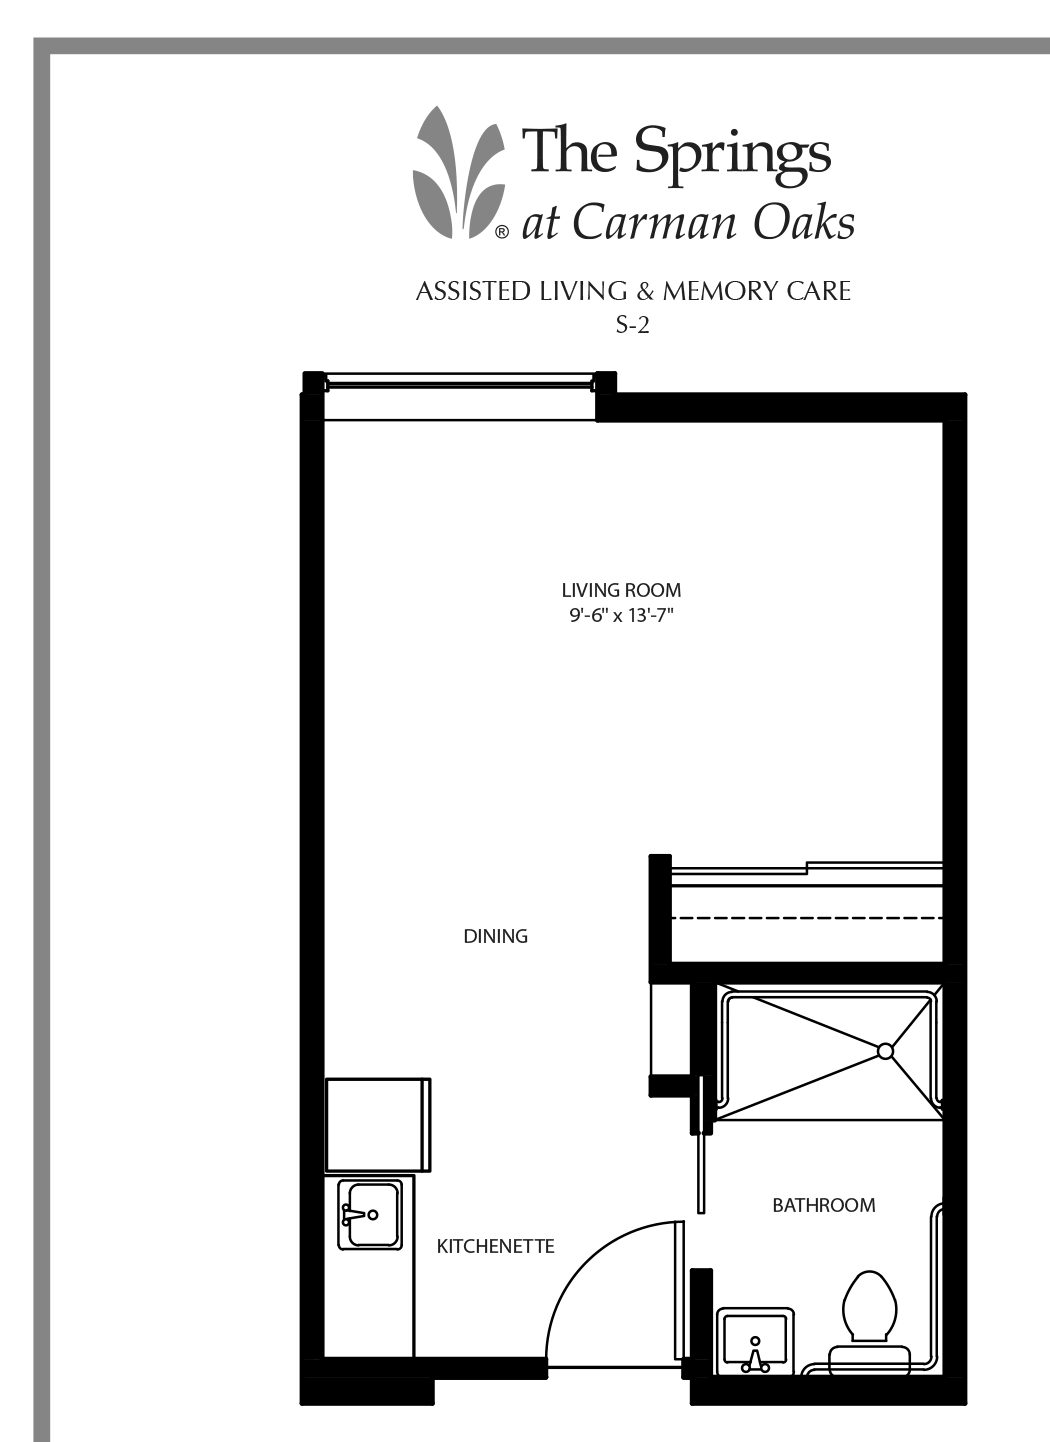 The Springs
® at Carman Oaks
ASSISTED LIVING & MEMORY CARE
S-2
LIVING ROOM
9'-6" x 13'-7"
DINING
BATHROOM
KITCHENETTE